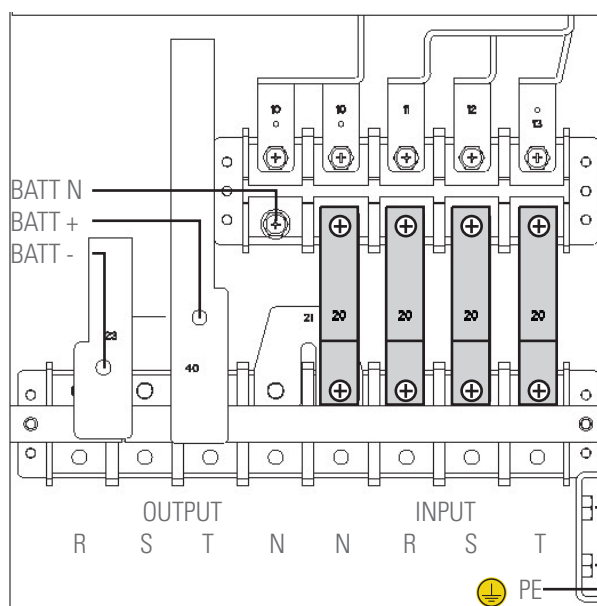 10 10 11 12 13
BATT N
BATT +
BATT -
23
40
21
20 20 20 20
OUTPUT INPUT
R S T N N R S T
PE